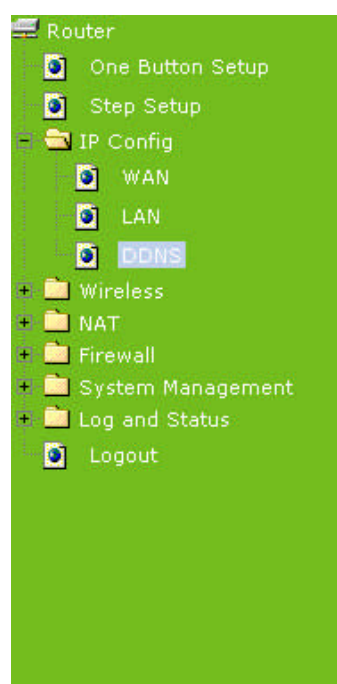 Router
One Button Setup
Step Setup
IP Config
WAN
LAN
DDNS
Wireless
NAT
Firewall
System Management
Log and Status
Logout